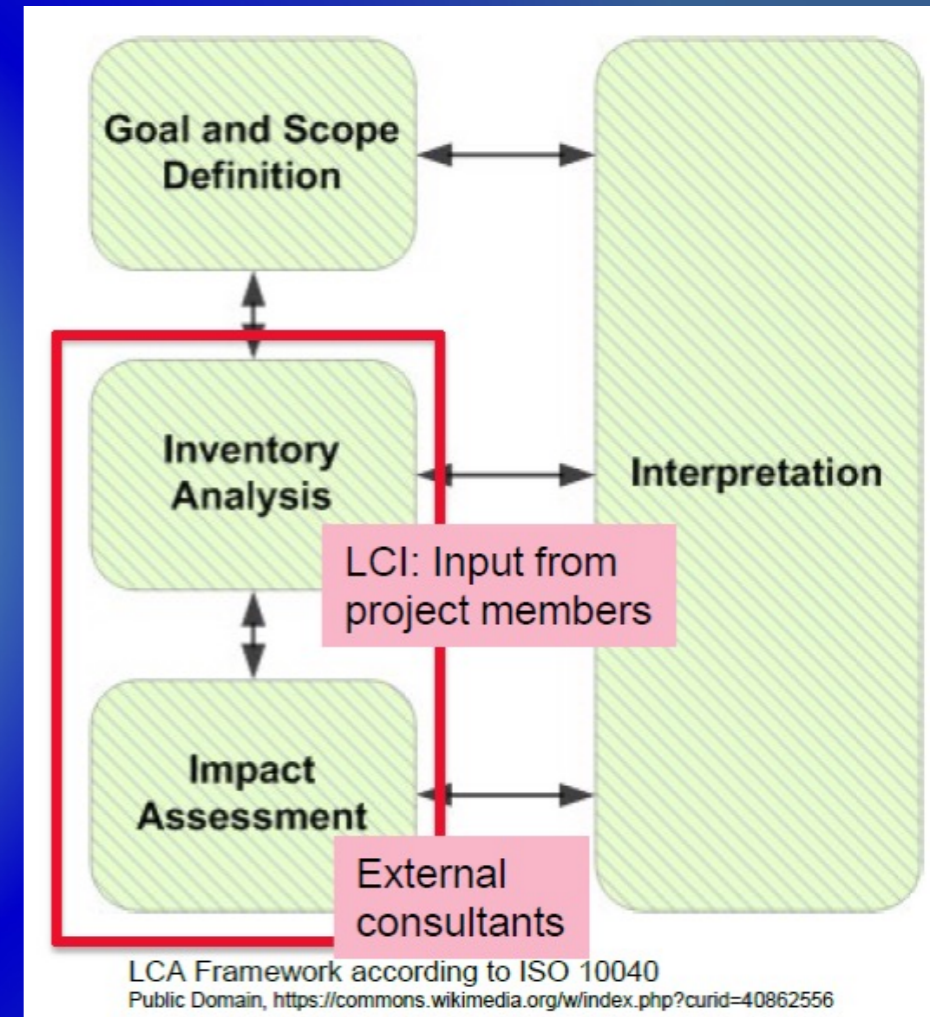 Goal and Scope
Definition
Inventory
Analysis
Interpretation
LCI: Input from
project members
Impact
Assessment
External
consultants
LCA Framework according to ISO 10040
Public Domain, https://commons.wikimedia.org/w/index.php?curid=40862556